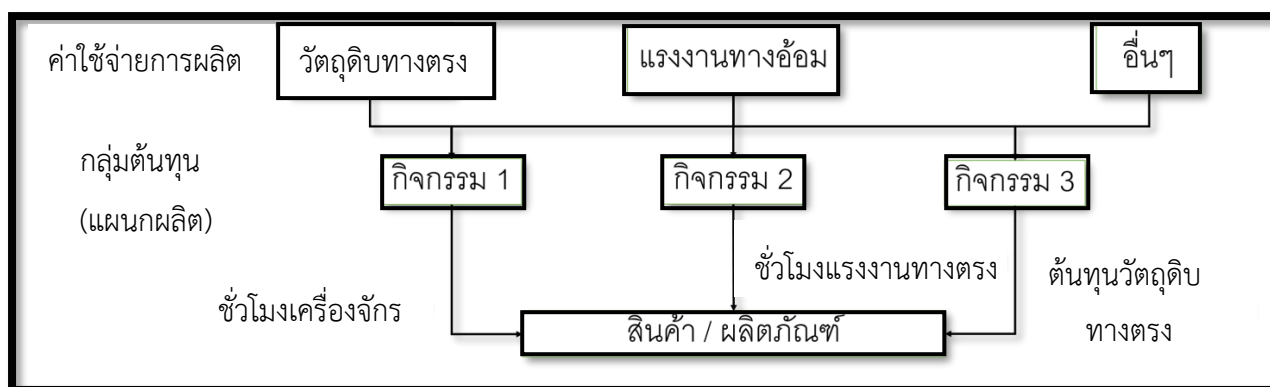 ค่าใช้จ่ายการผลิต
วัตถุดิบทางตรง
แรงงานทางอ้อม
อื่นๆ
กลุ่มต้นทุน
(แผนกผลิต)
กิจกรรม 1
กิจกรรม 2
กิจกรรม 3
ชั่วโมงเครื่องจักร
ชั่วโมงแรงงานทางตรง
ต้นทุนวัตถุดิบ
ทางตรง
สินค้า / ผลิตภัณฑ์